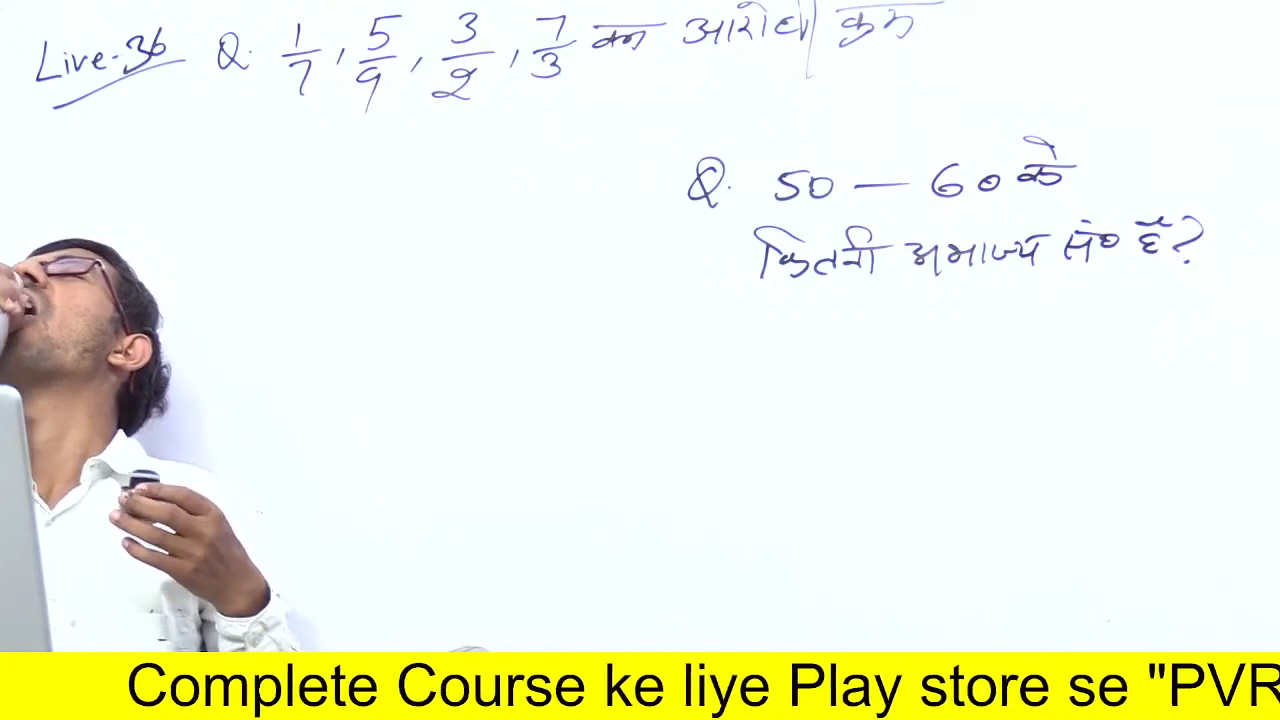 Live-36 Q. 1/7, 5/9, 3/2, 7/3 का आरोही क्रम
Q. 50 — 60 के
कितनी अभाज्य सं० हैं?
Complete Course ke liye Play store se "PVR